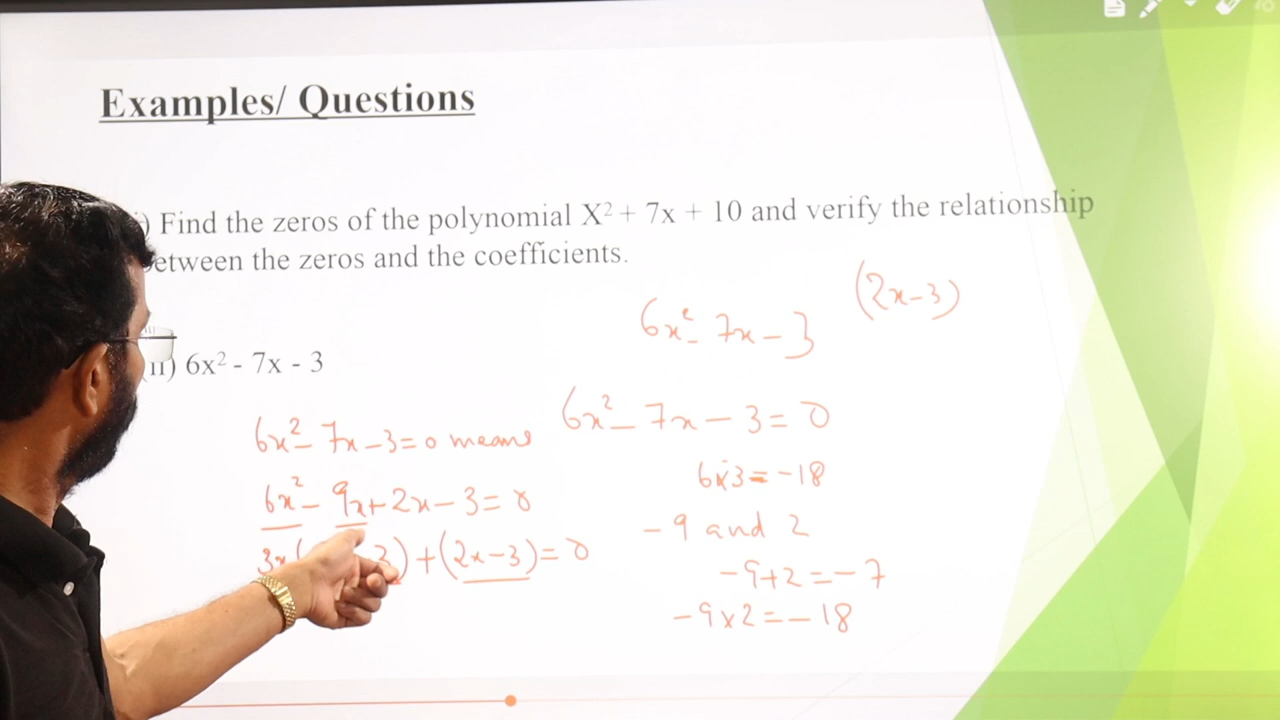 Examples/ Questions
) Find the zeros of the polynomial X² + 7x + 10 and verify the relationship
etween the zeros and the coefficients.
(2x-3)
6x² - 7x - 3
ii) 6x² - 7x - 3
6x² - 7x - 3 = 0
6x² - 7x - 3 = 0 means
6x3 = -18
6x² - 9x + 2x - 3 = 0
-9 and 2
3x( 3) + (2x-3) = 0
-9+2 = -7
-9x2 = -18